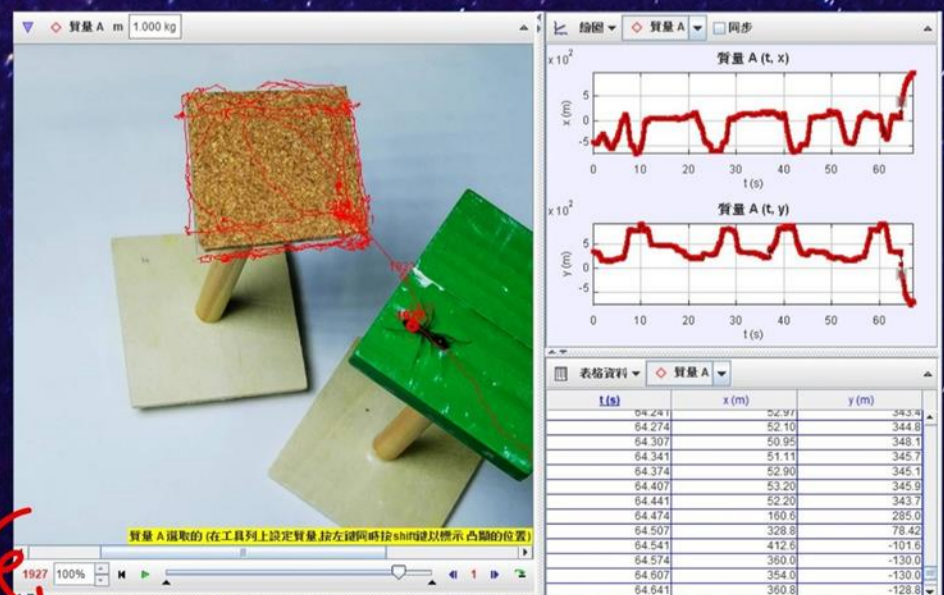 質量 A m 1.000 kg
質量 A 選取的 (在工具列上設定質量,按左鍵同時按shift鍵以標示 凸顯的位置)
1927 100% 1
繪圖 質量 A 同步
質量 A (t, x)
x 10²
x (m)
5
0
-5
0 10 20 30 40 50 60
t (s)
質量 A (t, y)
x 10²
y (m)
5
0
-5
0 10 20 30 40 50 60
t (s)
表格資料 質量 A
t (s) x (m) y (m)
64.241 52.97 343.4
64.274 52.10 344.8
64.307 50.95 348.1
64.341 51.11 345.7
64.374 52.90 345.1
64.407 53.20 345.9
64.441 52.20 343.7
64.474 160.6 285.0
64.507 328.8 78.42
64.541 412.6 -101.6
64.574 360.0 -130.0
64.607 354.0 -130.0
64.641 360.8 -128.8